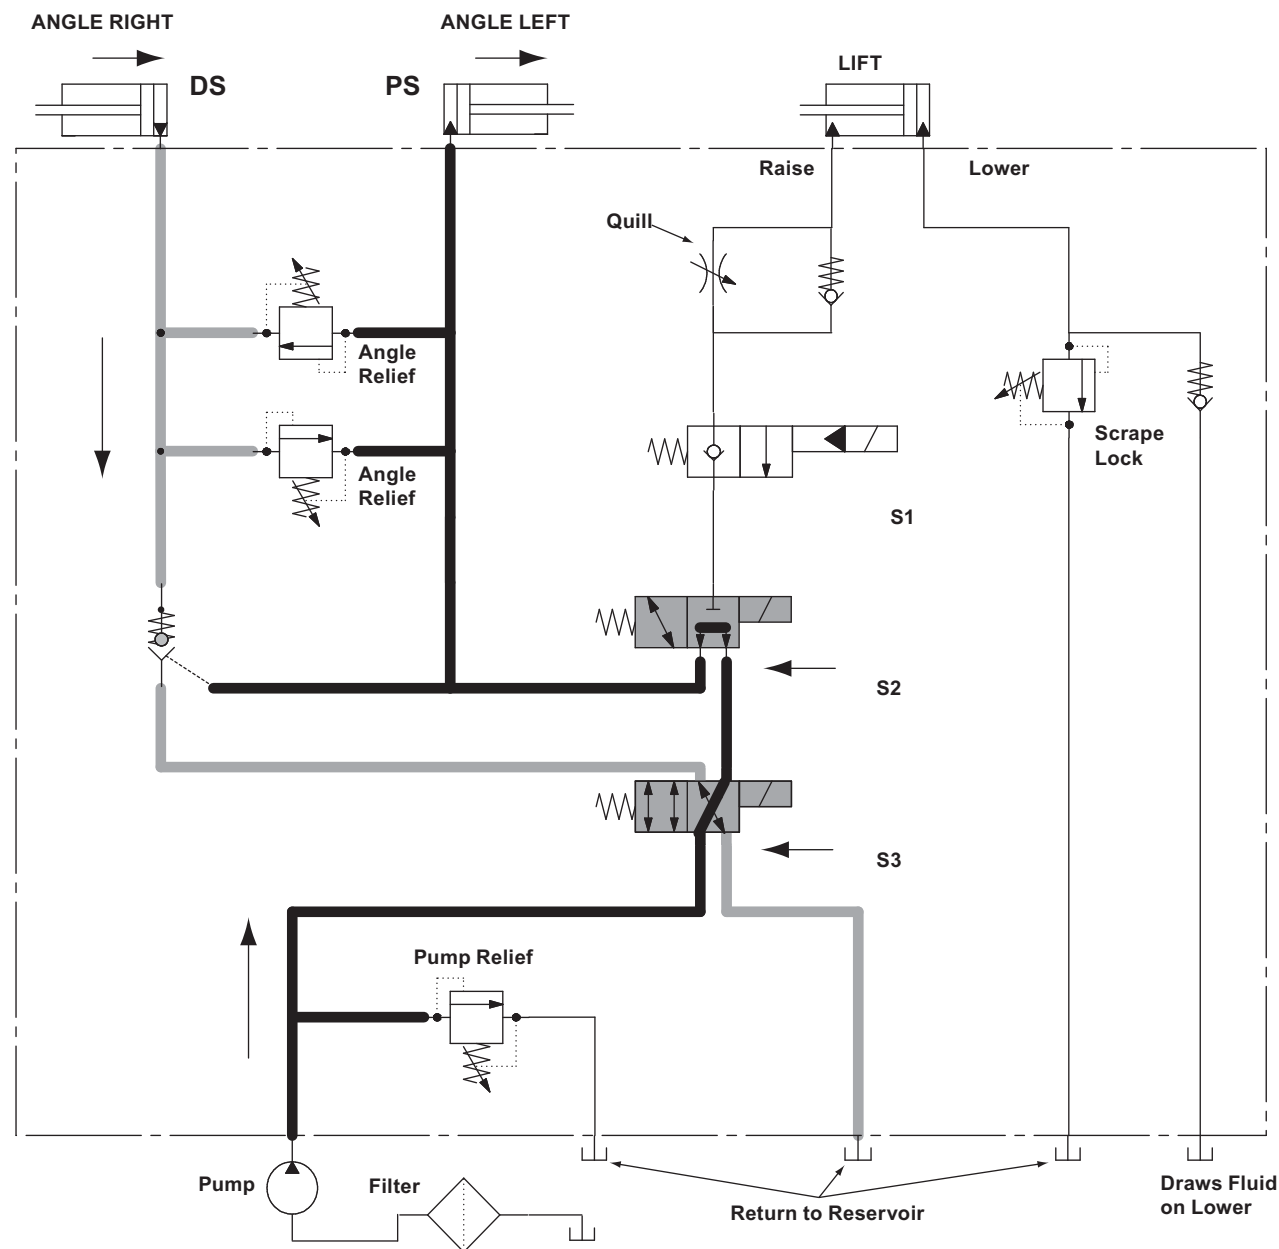 ANGLE RIGHT
ANGLE LEFT
LIFT
DS
PS
Raise
Lower
Quill
Angle
Relief
Scrape
Lock
Angle
Relief
S1
S2
S3
Pump Relief
Pump
Filter
Return to Reservoir
Draws Fluid
on Lower